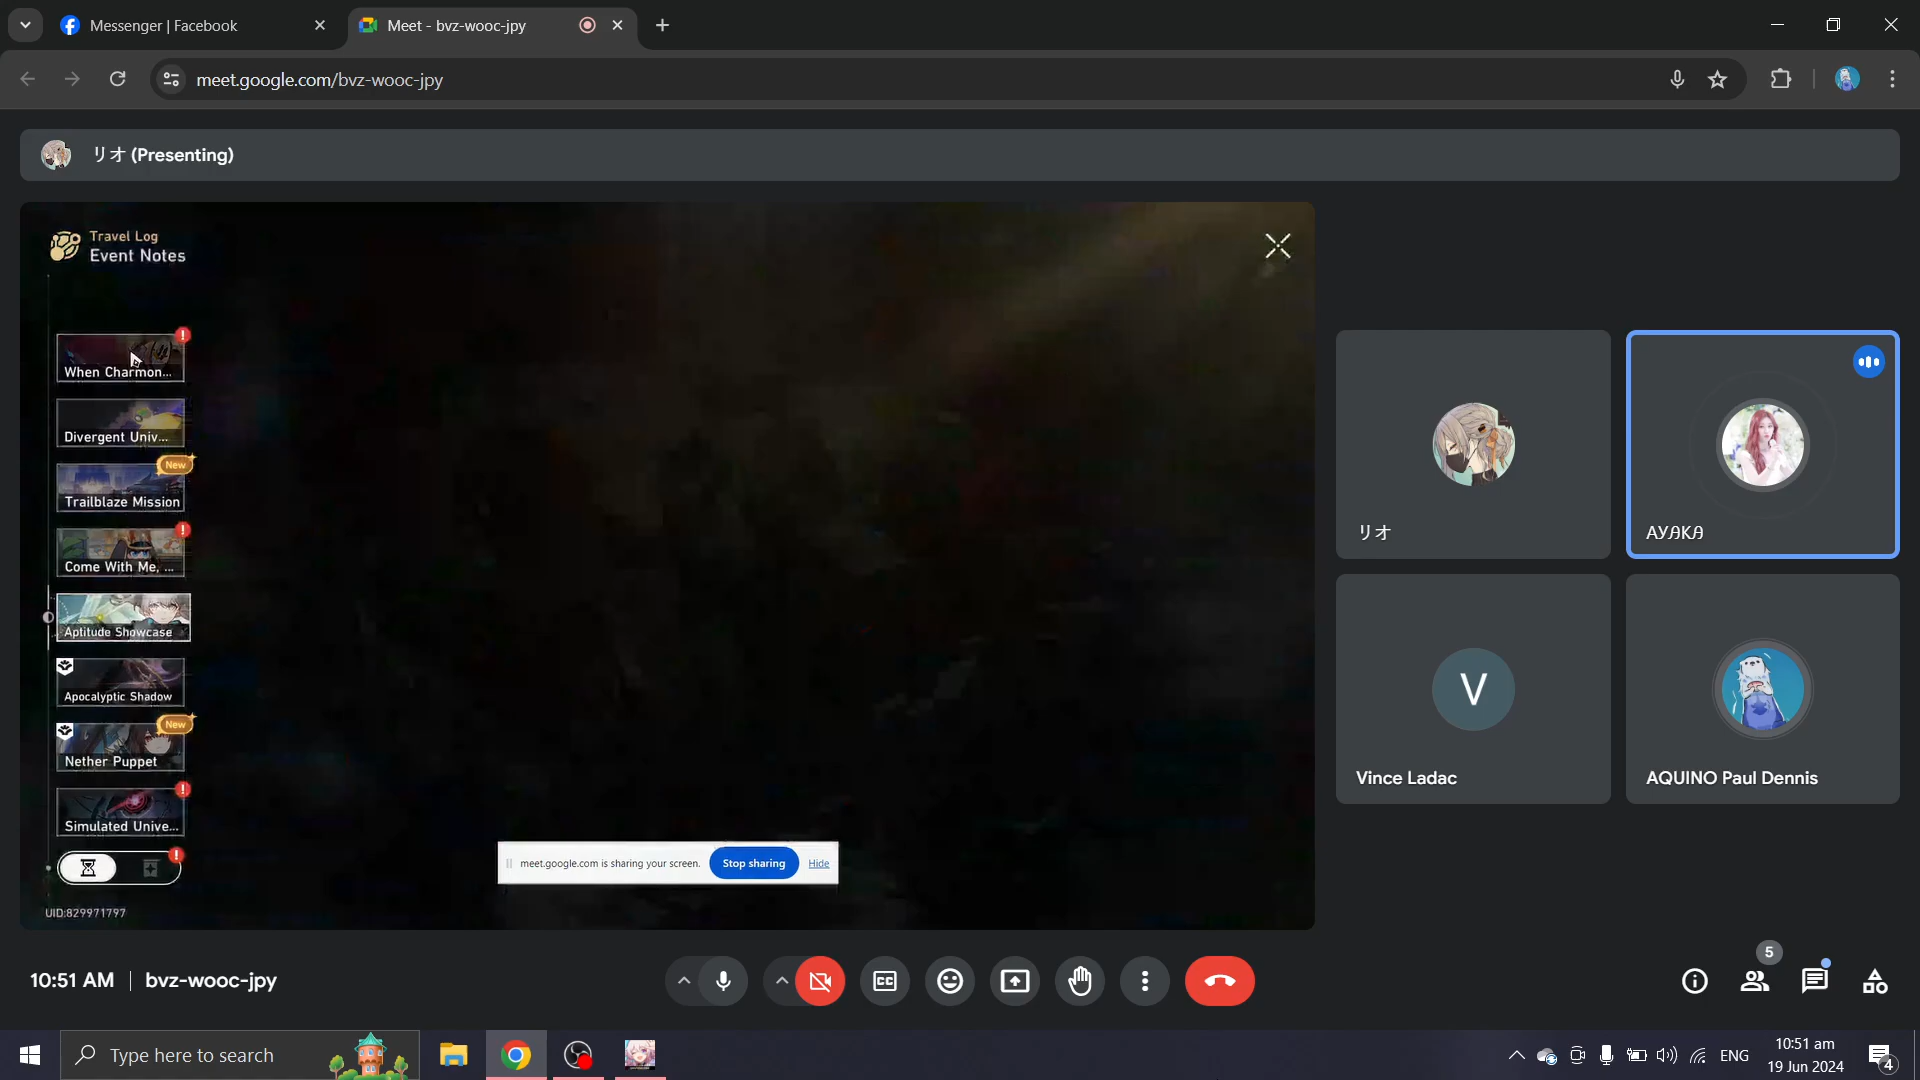 Messenger | Facebook
Meet - bvz-wooc-jpy
meet.google.com/bvz-wooc-jpy
リオ (Presenting)
Travel Log
Event Notes
When Charmon...
Divergent Univ...
New
Trailblaze Mission
Come With Me, ...
Aptitude Showcase
Apocalyptic Shadow
New
Nether Puppet
Simulated Unive...
UID:829971797
meet.google.com is sharing your screen.
Stop sharing
Hide
リオ
AУᎯKᎯ
V
Vince Ladac
AQUINO Paul Dennis
10:51 AM
bvz-wooc-jpy
5
Type here to search
ENG
10:51 am
19 Jun 2024
4